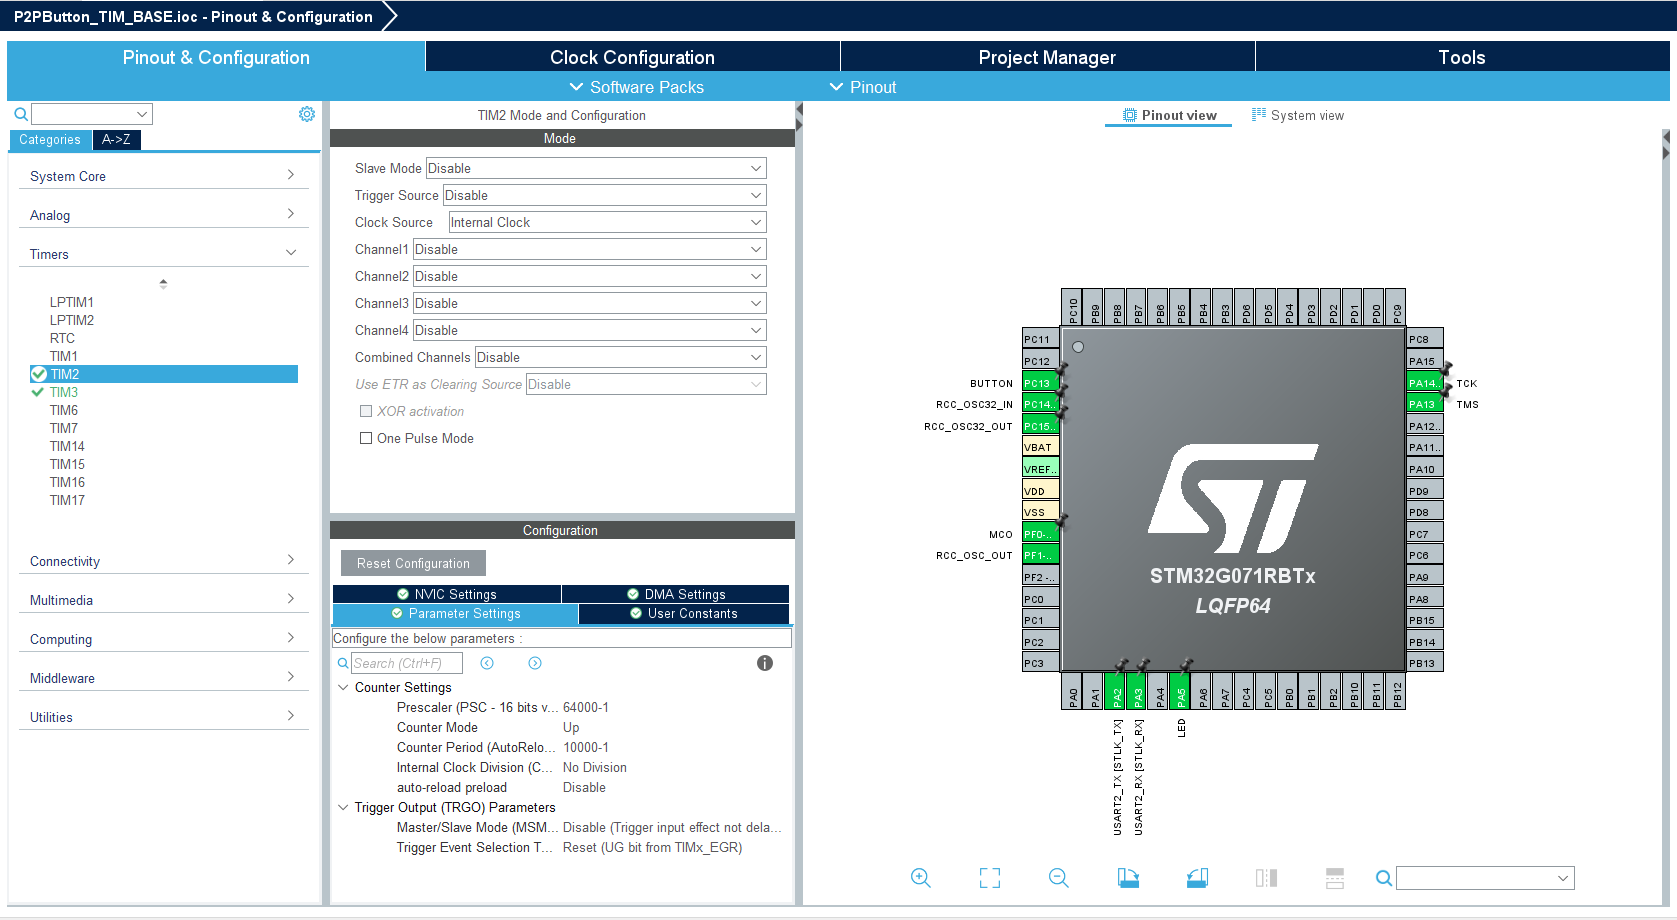 P2PButton_TIM_BASE.ioc - Pinout & Configuration
Pinout & Configuration
Clock Configuration
Project Manager
Tools
Software Packs
Pinout
Categories
A->Z
System Core
Analog
Timers
LPTIM1
LPTIM2
RTC
TIM1
TIM2
TIM3
TIM6
TIM7
TIM14
TIM15
TIM16
TIM17
Connectivity
Multimedia
Computing
Middleware
Utilities
TIM2 Mode and Configuration
Mode
Slave Mode Disable
Trigger Source Disable
Clock Source Internal Clock
Channel1 Disable
Channel2 Disable
Channel3 Disable
Channel4 Disable
Combined Channels Disable
Use ETR as Clearing Source Disable
XOR activation
One Pulse Mode
Configuration
Reset Configuration
NVIC Settings
DMA Settings
Parameter Settings
User Constants
Configure the below parameters :
Search (Ctrl+F)
Counter Settings
Prescaler (PSC - 16 bits v... 64000-1
Counter Mode Up
Counter Period (AutoRelo... 10000-1
Internal Clock Division (C... No Division
auto-reload preload Disable
Trigger Output (TRGO) Parameters
Master/Slave Mode (MSM... Disable (Trigger input effect not dela...
Trigger Event Selection T... Reset (UG bit from TIMx_EGR)
Pinout view
System view
PC10
PB9
PB8
PB7
PB6
PB5
PB4
PB3
PD6
PD5
PD4
PD3
PD2
PD1
PD0
PC9
PC11
PC12
BUTTON PC13
RCC_OSC32_IN PC14..
RCC_OSC32_OUT PC15..
VBAT
VREF..
VDD
VSS
MCO PF0-..
RCC_OSC_OUT PF1-..
PF2 -..
PC0
PC1
PC2
PC3
STM32G071RBTx
LQFP64
PC8
PA15
PA14.. TCK
PA13 TMS
PA12..
PA11..
PA10
PD9
PD8
PC7
PC6
PA9
PA8
PB15
PB14
PB13
PA0
PA1
PA2
PA3
PA4
PA5
PA6
PA7
PC4
PC5
PB0
PB1
PB2
PB10
PB11
PB12
USART2_TX [STLK_TX]
USART2_RX [STLK_RX]
LED